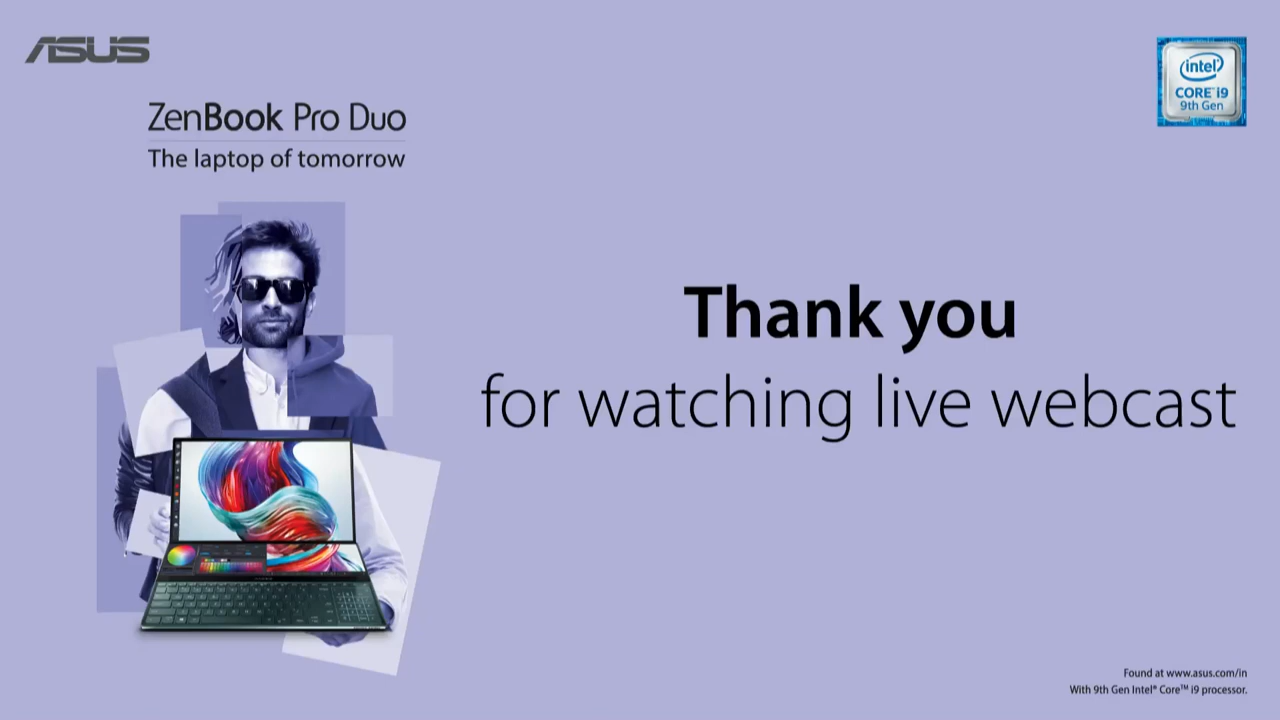 ASUS
intel
CORE™ i9
9th Gen
ZenBook Pro Duo
The laptop of tomorrow
Thank you
for watching live webcast
Found at www.asus.com/in
With 9th Gen Intel® Core™ i9 processor.